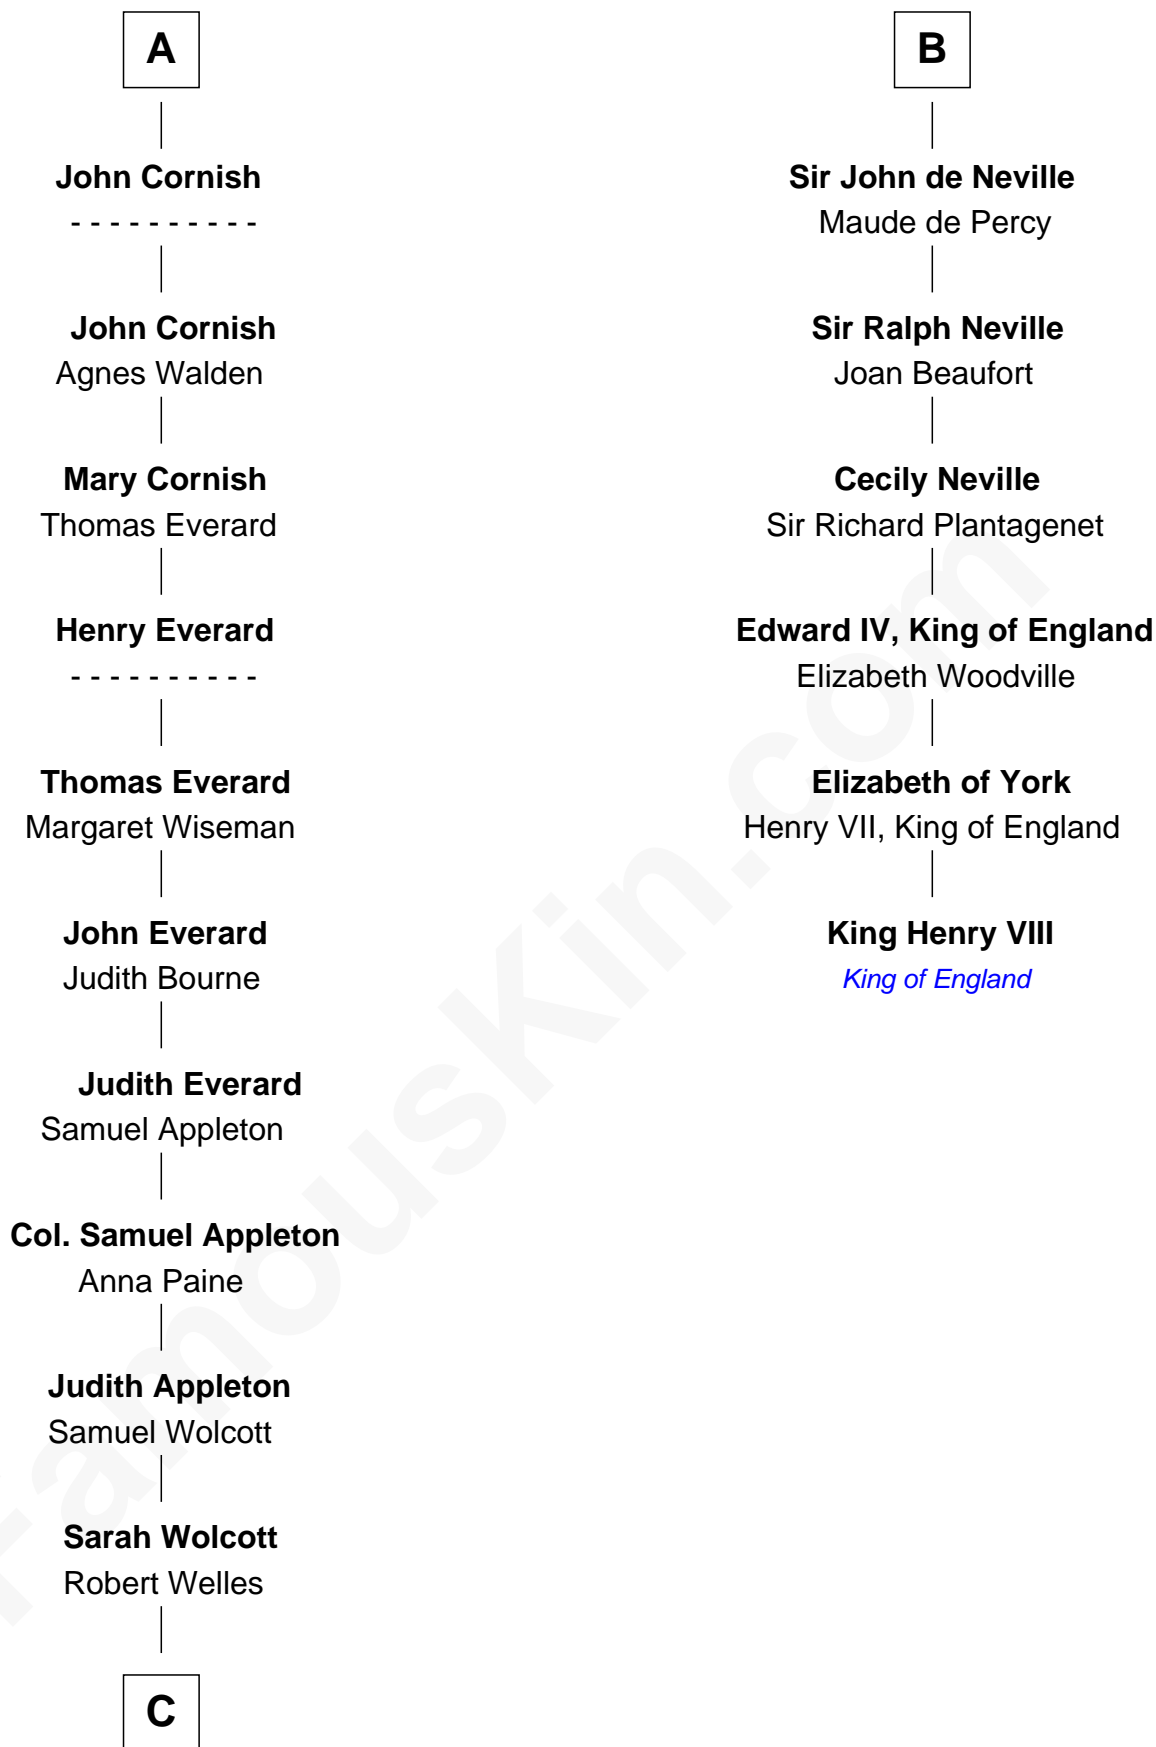 A
John Cornish
- - - - - - - - - -
John Cornish
Agnes Walden
Mary Cornish
Thomas Everard
Henry Everard
- - - - - - - - - -
Thomas Everard
Margaret Wiseman
John Everard
Judith Bourne
Judith Everard
Samuel Appleton
Col. Samuel Appleton
Anna Paine
Judith Appleton
Samuel Wolcott
Sarah Wolcott
Robert Welles
C
B
Sir John de Neville
Maude de Percy
Sir Ralph Neville
Joan Beaufort
Cecily Neville
Sir Richard Plantagenet
Edward IV, King of England
Elizabeth Woodville
Elizabeth of York
Henry VII, King of England
King Henry VIII
King of England
FamousKin.com